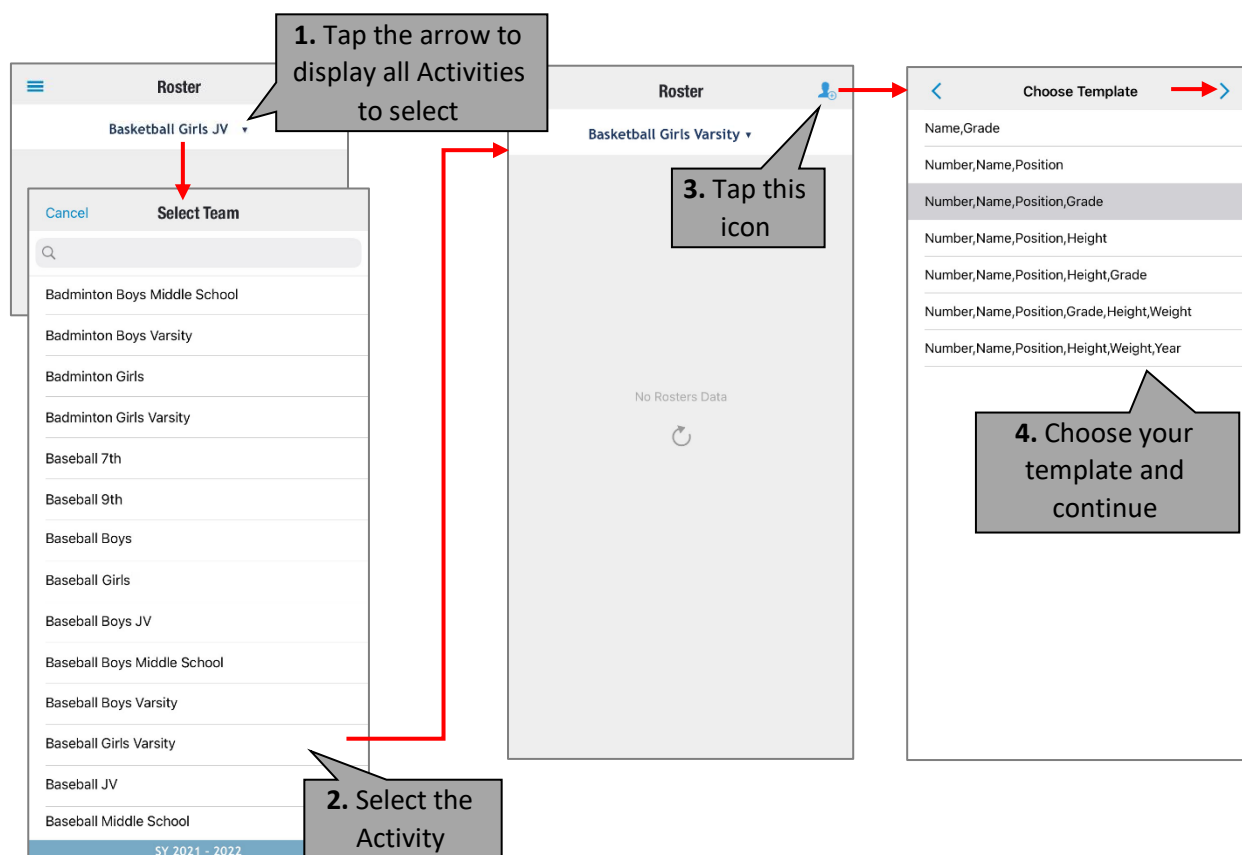 1. Tap the arrow to
display all Activities
to select
Roster
Basketball Girls JV ▾
Cancel
Select Team
Badminton Boys Middle School
Badminton Boys Varsity
Badminton Girls
Badminton Girls Varsity
Baseball 7th
Baseball 9th
Baseball Boys
Baseball Girls
Baseball Boys JV
Baseball Boys Middle School
Baseball Boys Varsity
Baseball Girls Varsity
Baseball JV
Baseball Middle School
SY 2021 - 2022
2. Select the
Activity
Roster
Basketball Girls Varsity ▾
3. Tap this
icon
No Rosters Data
Choose Template
Name,Grade
Number,Name,Position
Number,Name,Position,Grade
Number,Name,Position,Height
Number,Name,Position,Height,Grade
Number,Name,Position,Grade,Height,Weight
Number,Name,Position,Height,Weight,Year
4. Choose your
template and
continue